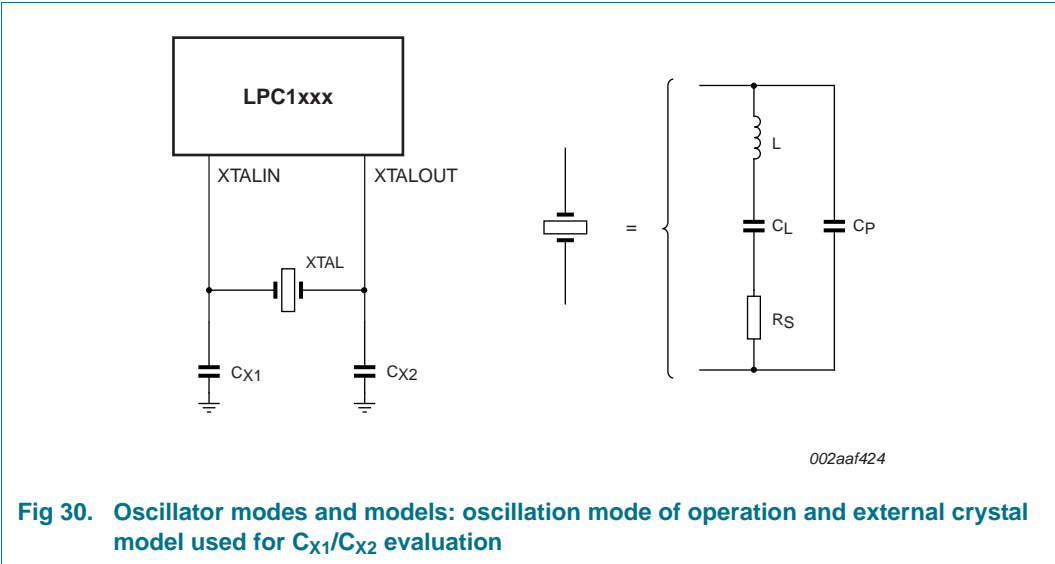 LPC1xxx
XTALIN
XTALOUT
XTAL
CX1
CX2
=
L
CL
CP
RS
002aaf424
Fig 30. Oscillator modes and models: oscillation mode of operation and external crystal
model used for CX1/CX2 evaluation